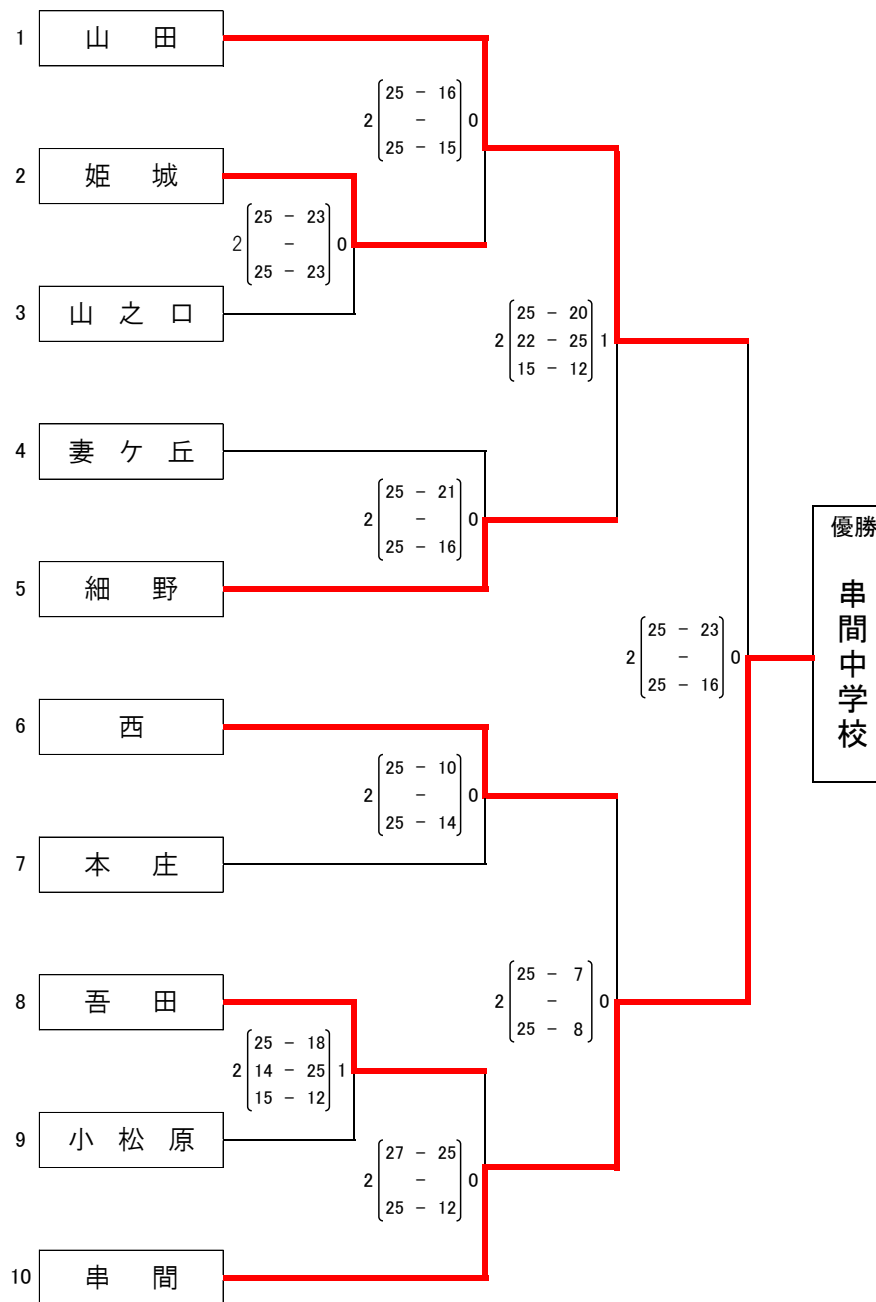 1 山 田
25 - 16
2 - 0
25 - 15
2 姫 城
25 - 23
2 - 0
25 - 23
3 山 之 口
25 - 20
2 22 - 25 1
15 - 12
4 妻 ケ 丘
25 - 21
2 - 0
25 - 16
5 細 野
優勝
串間中学校
25 - 23
2 - 0
25 - 16
6 西
25 - 10
2 - 0
25 - 14
7 本 庄
25 - 7
2 - 0
25 - 8
8 吾 田
25 - 18
2 14 - 25 1
15 - 12
9 小 松 原
27 - 25
2 - 0
25 - 12
10 串 間